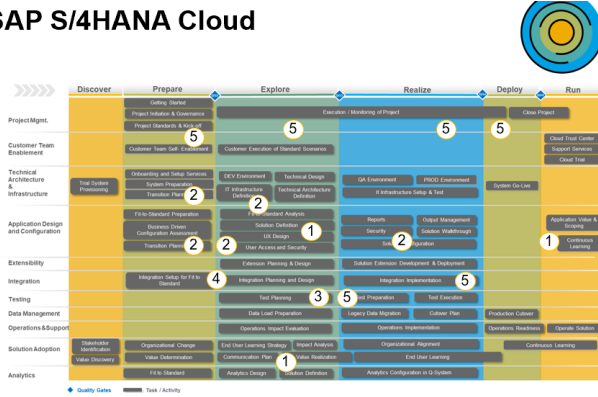 SAP S/4HANA Cloud
Discover Prepare Explore Realize Deploy Run
Project Mgmt.
Getting Started
Project Initiation & Governance
Project Standards & Kick-off
Execution / Monitoring of Project
Close Project
5 5 5 5
Customer Team
Enablement
Customer Team Self- Enablement
Customer Execution of Standard Scenarios
Cloud Trust Center
Support Services
Cloud Trial
Technical
Architecture
&
Infrastructure
Trial System
Provisioning
Onboarding and Setup Services
System Preparation
Transition Plan
2
DEV Environment
Technical Design
IT Infrastructure
Definition
2
Technical Architecture
Definition
QA Environment
PROD Environment
It Infrastructure Setup & Test
System Go-Live
Application Design
and Configuration
Fit-to-Standard Preparation
Business Driven
Configuration Assessment
Transition Planning
2
2
Fit-to-Standard Analysis
Solution Definition
1
UX Design
User Access and Security
Reports
Output Management
Security
Solution Walkthrough
2
Configuration
Application Value &
Scoping
1
Continuous
Learning
Extensibility
Extension Planning & Design
Solution Extension Development & Deployment
Integration
Integration Setup for Fit to
Standard
4
Integration Planning and Design
Integration Implementation
5
Testing
Test Planning
3
5
Test Preparation
Test Execution
Data Management
Data Load Preparation
Legacy Data Migration
Cutover Plan
Production Cutover
Operations &Support
Operations Impact Evaluation
Operations Implementation
Operations Readiness
Operate Solution
Solution Adoption
Stakeholder
Identification
Value Discovery
Organizational Change
Value Determination
End User Learning Strategy
Impact Analysis
Communication Plan
1
Value Realization
Organizational Alignment
End User Learning
Continuous Learning
Analytics
Fit to Standard
Analytics Design
Solution Definition
Analytics Configuration in Q-System
Quality Gates
Task / Activity